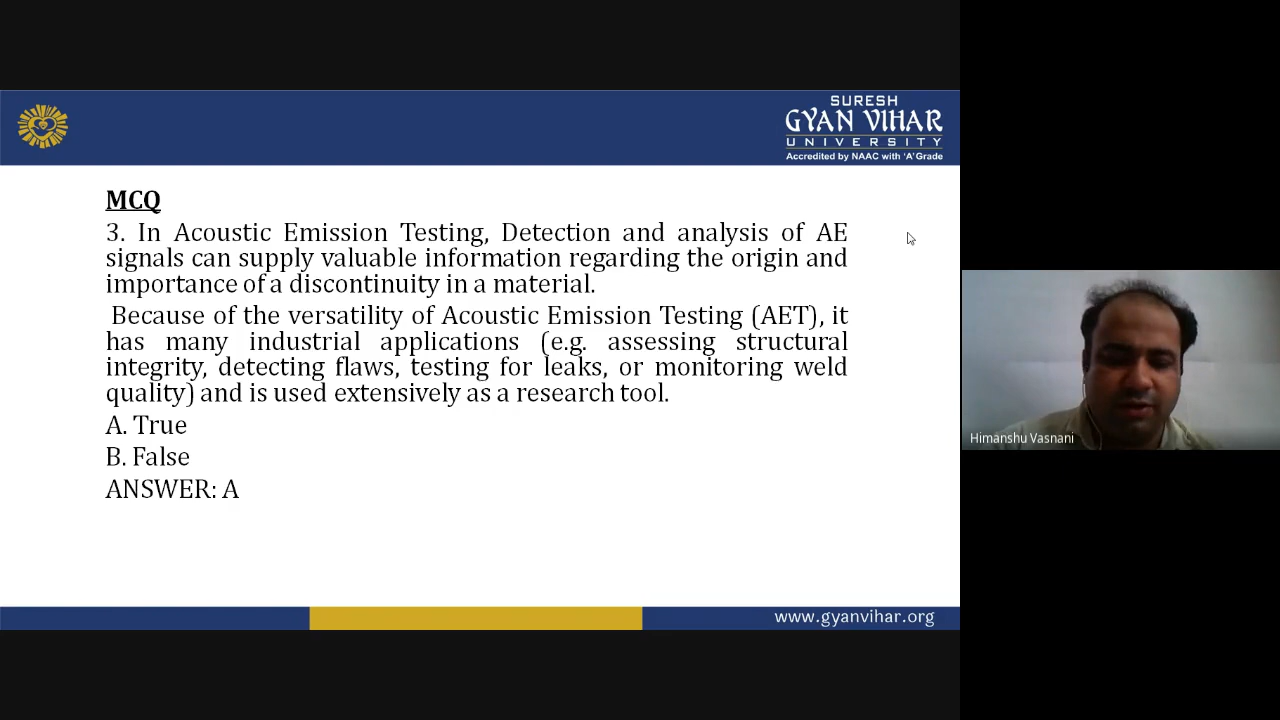 SURESH
GYAN VIHAR
UNIVERSITY
Accredited by NAAC with 'A' Grade
MCQ
3. In Acoustic Emission Testing, Detection and analysis of AE
signals can supply valuable information regarding the origin and
importance of a discontinuity in a material.
Because of the versatility of Acoustic Emission Testing (AET), it
has many industrial applications (e.g. assessing structural
integrity, detecting flaws, testing for leaks, or monitoring weld
quality) and is used extensively as a research tool.
A. True
B. False
ANSWER: A
Himanshu Vasnani
www.gyanvihar.org